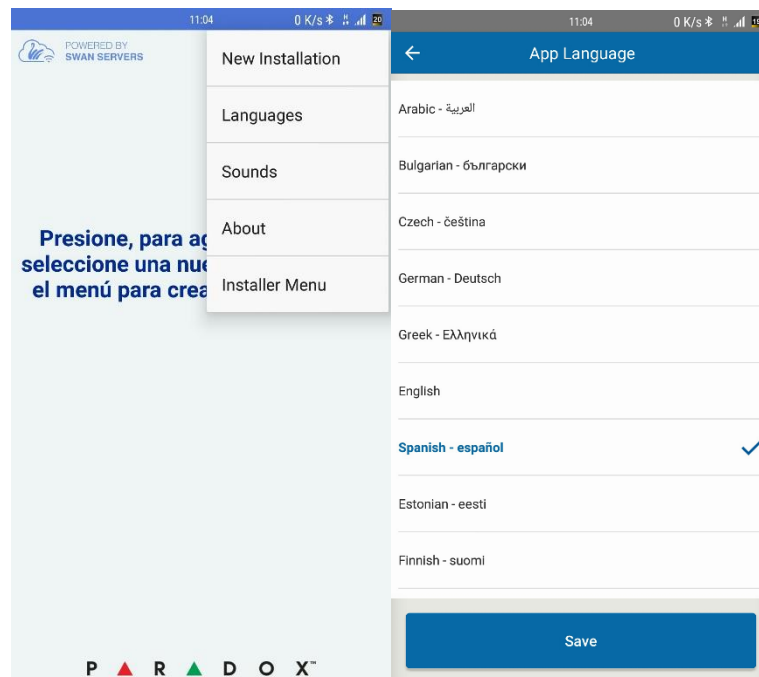 11:04
0 K/s
20
POWERED BY
SWAN SERVERS
New Installation
Languages
Sounds
About
Installer Menu
Presione, para ag
seleccione una nue
el menú para crea
PARADOX™
11:04
0 K/s
19
App Language
Arabic - العربية
Bulgarian - български
Czech - čeština
German - Deutsch
Greek - Ελληνικά
English
Spanish - español
Estonian - eesti
Finnish - suomi
Save